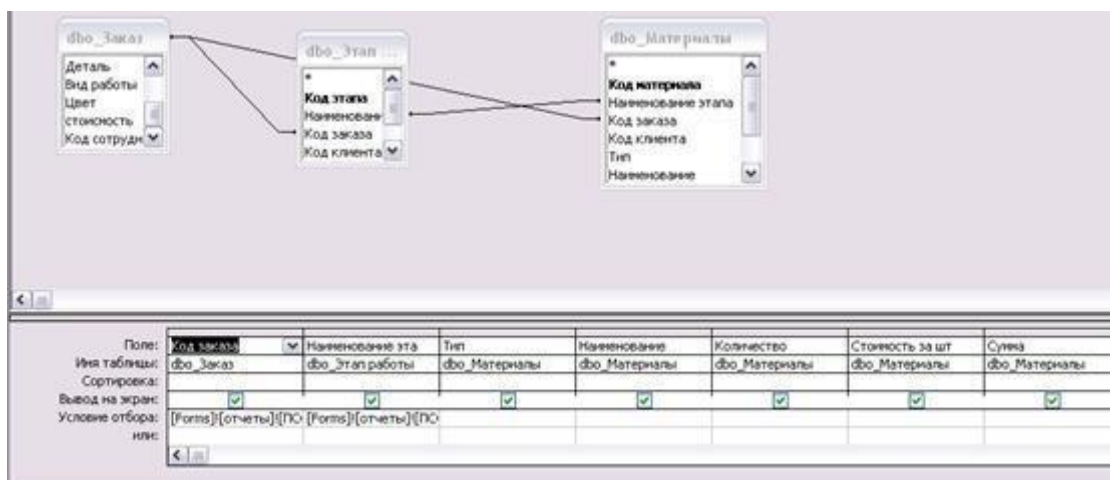 dbo_Заказ
Деталь
Вид работы
Цвет
стоисность
Код сотрудн
dbo_Этап ...
*
Код этапа
Наименовани
Код заказа
Код клиента
dbo_Материалы
*
Код материала
Наименование этапа
Код заказа
Код клиента
Тип
Наименование
Поле: Код заказа Наименование эта Тип Наименование Количество Стоимость за шт Сумма
Имя таблицы: dbo_Заказ dbo_Этап работы dbo_Материалы dbo_Материалы dbo_Материалы dbo_Материалы dbo_Материалы
Сортировка:
Вывод на экран:
Условие отбора: [Forms]![отчеты]![ПС [Forms]![отчеты]![ПС
или: